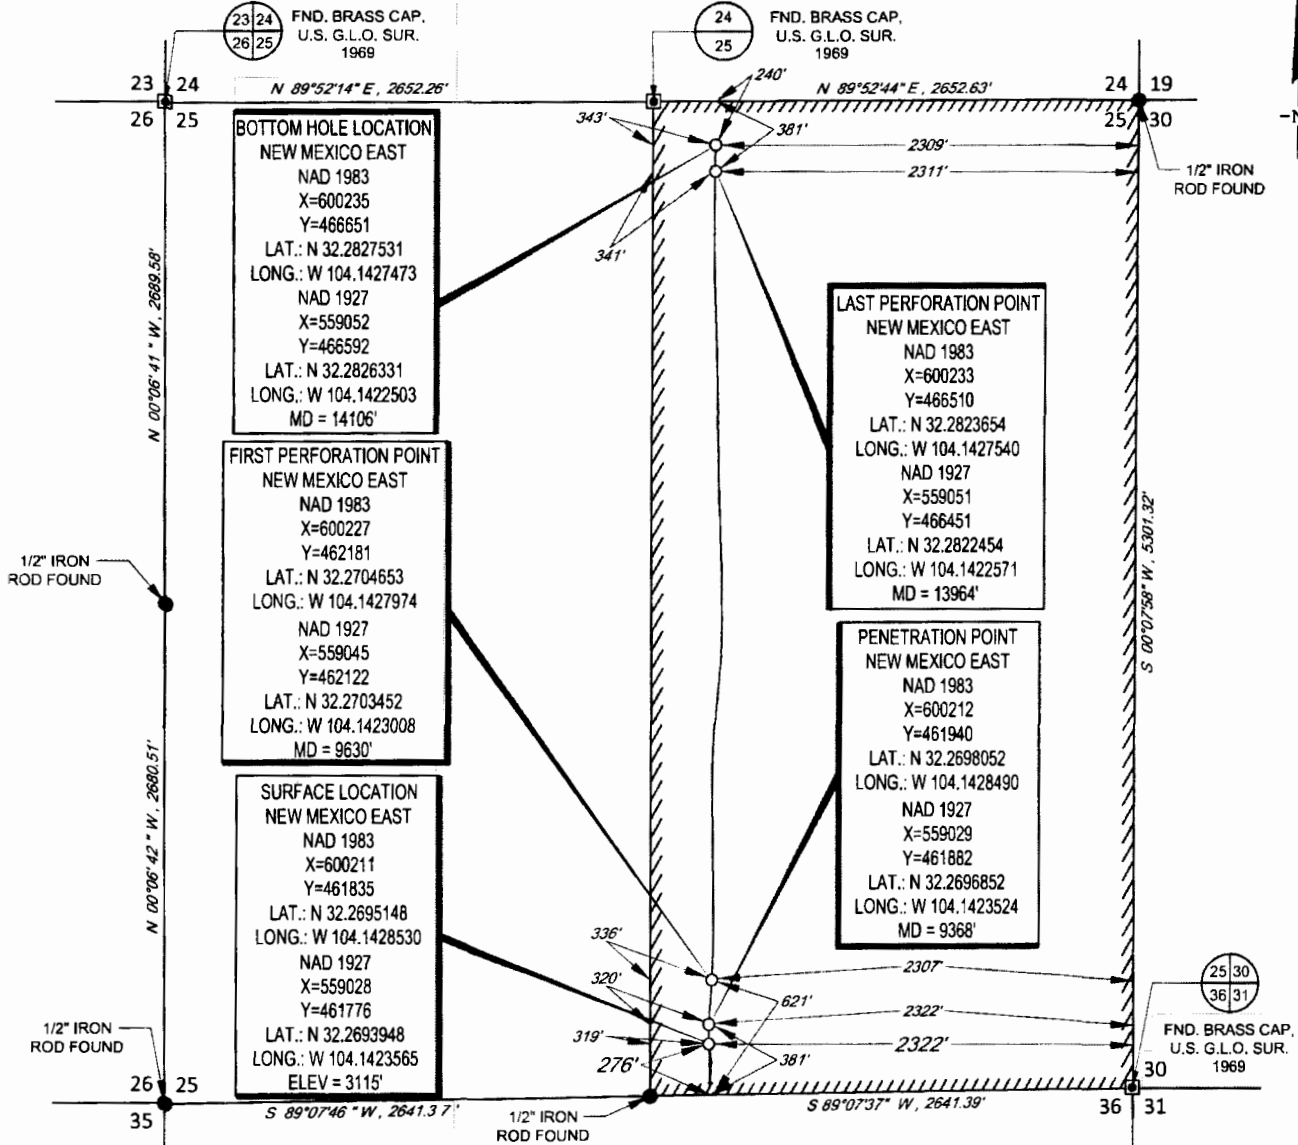 23 24
26 25
FND. BRASS CAP,
U.S. G.L.O. SUR.
1969
24
25
FND. BRASS CAP,
U.S. G.L.O. SUR.
1969
23 24
26 25
N 89°52'14" E, 2652.26'
240'
N 89°52'44" E, 2652.63'
24 19
25 30
343'
381'
2309'
2311'
341'
1/2" IRON
ROD FOUND
BOTTOM HOLE LOCATION
NEW MEXICO EAST
NAD 1983
X=600235
Y=466651
LAT.: N 32.2827531
LONG.: W 104.1427473
NAD 1927
X=559052
Y=466592
LAT.: N 32.2826331
LONG.: W 104.1422503
MD = 14106'
N 00°06'41" W, 2689.58'
LAST PERFORATION POINT
NEW MEXICO EAST
NAD 1983
X=600233
Y=466510
LAT.: N 32.2823654
LONG.: W 104.1427540
NAD 1927
X=559051
Y=466451
LAT.: N 32.2822454
LONG.: W 104.1422571
MD = 13964'
FIRST PERFORATION POINT
NEW MEXICO EAST
NAD 1983
X=600227
Y=462181
LAT.: N 32.2704653
LONG.: W 104.1427974
NAD 1927
X=559045
Y=462122
LAT.: N 32.2703452
LONG.: W 104.1423008
MD = 9630'
1/2" IRON
ROD FOUND
S 00°07'58" W, 5301.32'
PENETRATION POINT
NEW MEXICO EAST
NAD 1983
X=600212
Y=461940
LAT.: N 32.2698052
LONG.: W 104.1428490
NAD 1927
X=559029
Y=461882
LAT.: N 32.2696852
LONG.: W 104.1423524
MD = 9368'
N 00°06'42" W, 2680.51'
SURFACE LOCATION
NEW MEXICO EAST
NAD 1983
X=600211
Y=461835
LAT.: N 32.2695148
LONG.: W 104.1428530
NAD 1927
X=559028
Y=461776
LAT.: N 32.2693948
LONG.: W 104.1423565
ELEV = 3115'
336'
320'
319'
276'
2307'
621'
2322'
2322'
381'
25 30
36 31
FND. BRASS CAP,
U.S. G.L.O. SUR.
1969
1/2" IRON
ROD FOUND
26 25
35
S 89°07'46" W, 2641.37'
1/2" IRON
ROD FOUND
S 89°07'37" W, 2641.39'
30
36 31